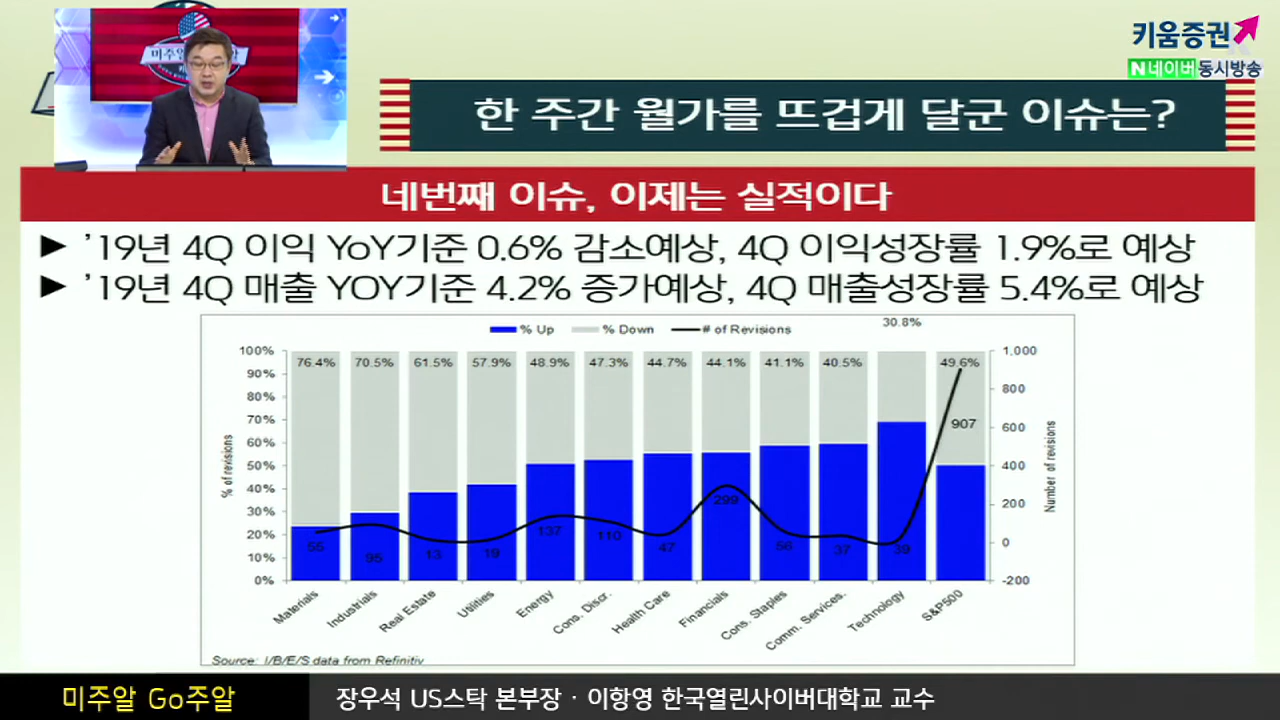 미주알
키움증권
N 네이버 동시방송
한 주간 월가를 뜨겁게 달군 이슈는?
네번째 이슈, 이제는 실적이다
▶ '19년 4Q 이익 YoY기준 0.6% 감소예상, 4Q 이익성장률 1.9%로 예상
▶ '19년 4Q 매출 YOY기준 4.2% 증가예상, 4Q 매출성장률 5.4%로 예상
% Up % Down # of Revisions
30.8%
100% 90% 80% 70% 60% 50% 40% 30% 20% 10% 0%
% of revisions
76.4% 70.5% 61.5% 57.9% 48.9% 47.3% 44.7% 44.1% 41.1% 40.5% 49.6%
55 95 13 19 137 110 47 299 56 37 39 907
1,000 800 600 400 200 0 -200
Number of revisions
Materials Industrials Real Estate Utilities Energy Cons. Discr. Health Care Financials Cons. Staples Comm. Services. Technology S&P500
Source: I/B/E/S data from Refinitiv
미주알 Go주알
장우석 US스탁 본부장 · 이항영 한국열린사이버대학교 교수